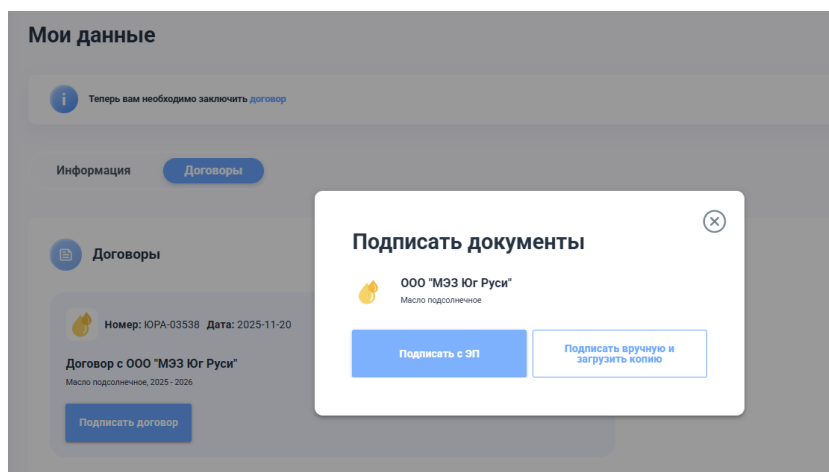 Мои данные
Теперь вам необходимо заключить договор
Информация
Договоры
Договоры
Номер: ЮРА-03538 Дата: 2025-11-20
Договор с ООО "МЭЗ Юг Руси"
Масло подсолнечное, 2025 - 2026
Подписать договор
Подписать документы
ООО "МЭЗ Юг Руси"
Масло подсолнечное
Подписать с ЭП
Подписать вручную и
загрузить копию